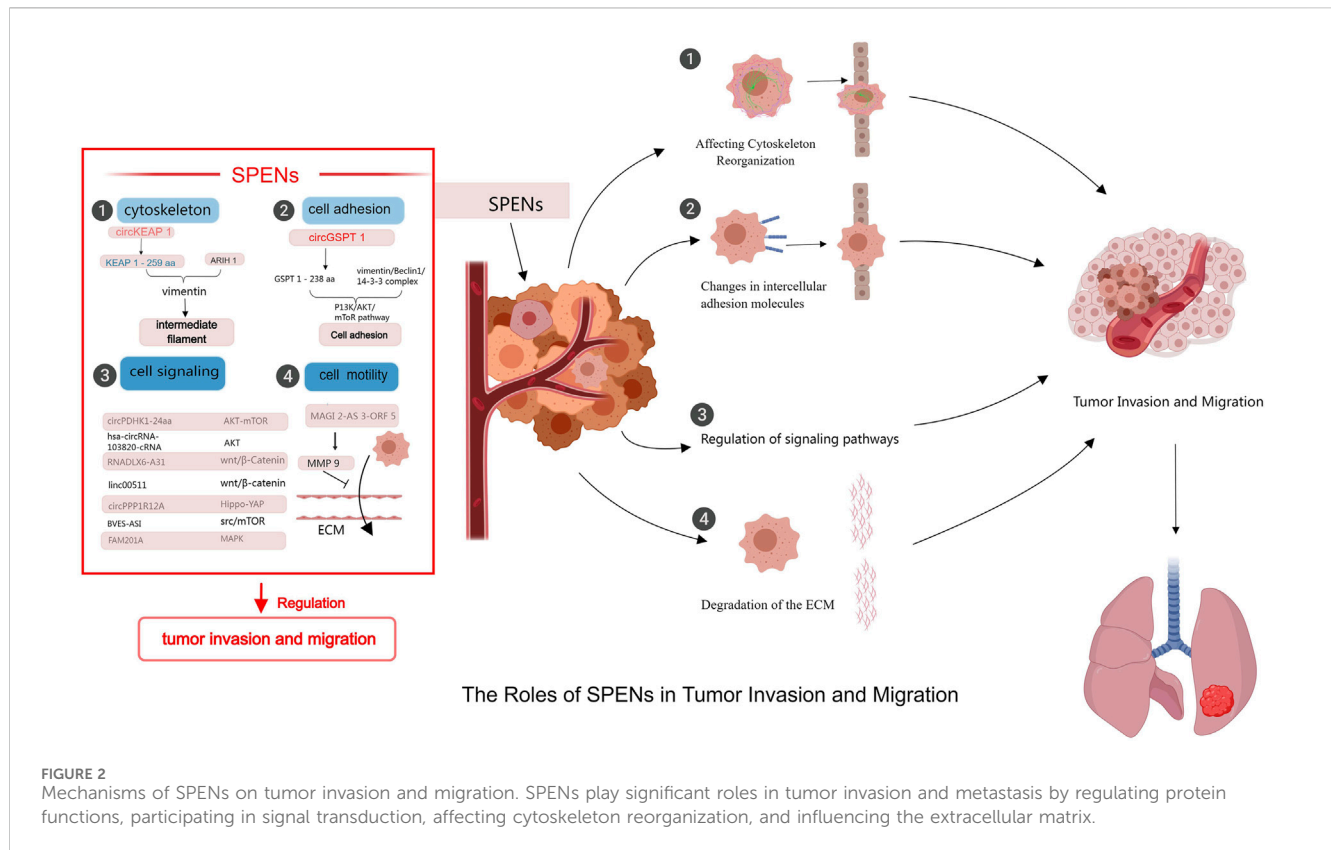 SPENs
1 cytoskeleton
circKEAP 1
KEAP 1 - 259 aa
ARIH 1
vimentin
intermediate
filament
2 cell adhesion
circGSPT 1
GSPT 1 - 238 aa
vimentin/Beclin1/
14-3-3 complex
P13K/AKT/
mToR pathway
Cell adhesion
3 cell signaling
circPDHK1-24aa AKT-mTOR
hsa-circRNA-
103820-cRNA AKT
RNADLX6-A31 wnt/β-Catenin
linc00511 wnt/β-catenin
circPPP1R12A Hippo-YAP
BVES-ASI src/mTOR
FAM201A MAPK
4 cell motility
MAGI 2-AS 3-ORF 5
MMP 9
ECM
Regulation
tumor invasion and migration
SPENs
1
Affecting Cytoskeleton
Reorganization
2
Changes in intercellular
adhesion molecules
3
Regulation of signaling pathways
4
Degradation of the ECM
Tumor Invasion and Migration
The Roles of SPENs in Tumor Invasion and Migration
FIGURE 2
Mechanisms of SPENs on tumor invasion and migration. SPENs play significant roles in tumor invasion and metastasis by regulating protein
functions, participating in signal transduction, affecting cytoskeleton reorganization, and influencing the extracellular matrix.